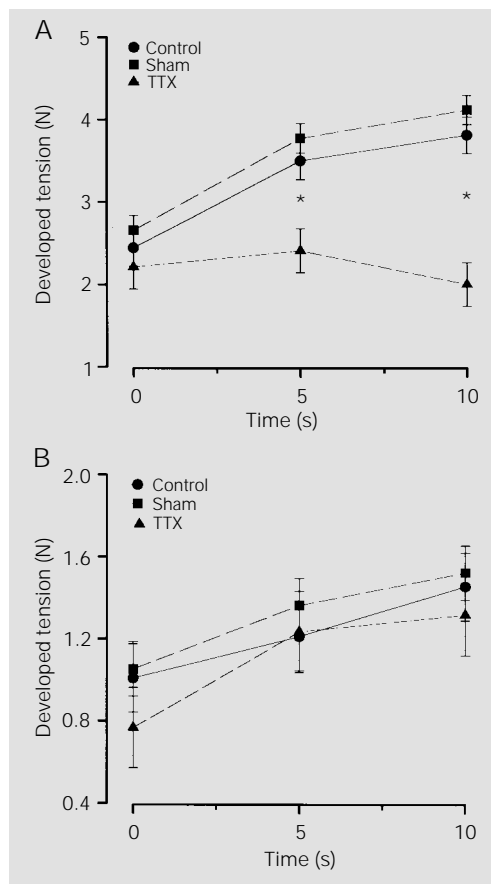 A
5
4
3
2
1
Developed tension (N)
Control
Sham
TTX
*
*
0 5 10
Time (s)
B
2.0
1.6
1.2
0.8
0.4
Developed tension (N)
Control
Sham
TTX
0 5 10
Time (s)